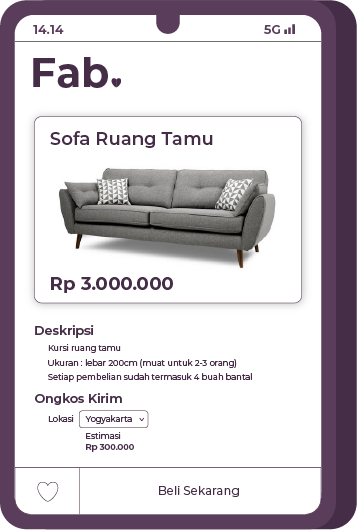 14.14
5G
Fab.
Sofa Ruang Tamu
Rp 3.000.000
Deskripsi
Kursi ruang tamu
Ukuran : lebar 200cm (muat untuk 2-3 orang)
Setiap pembelian sudah termasuk 4 buah bantal
Ongkos Kirim
Lokasi Yogyakarta
Estimasi
Rp 300.000
Beli Sekarang